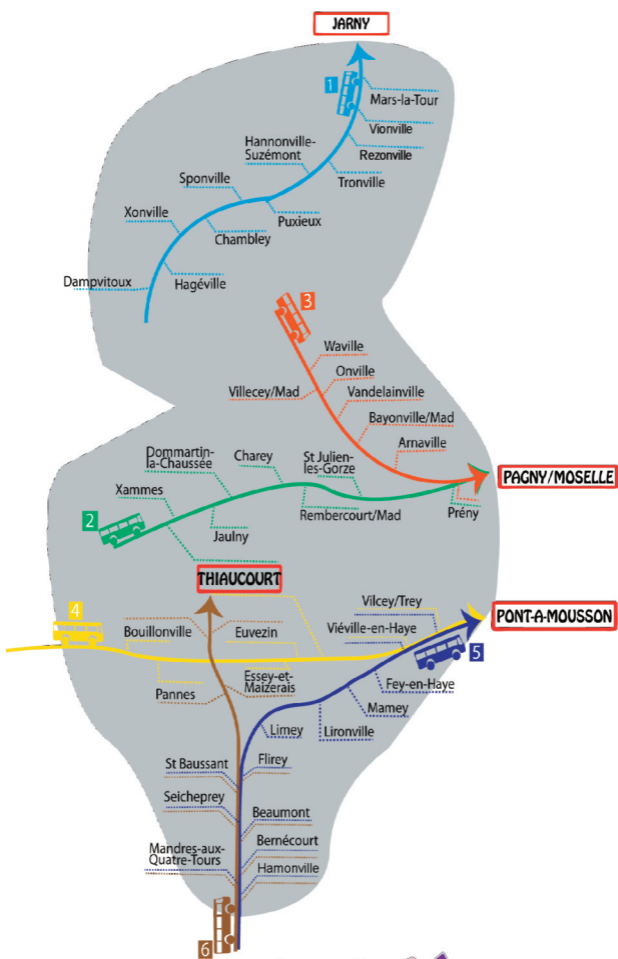 JARNY
1
Mars-la-Tour
Vionville
Hannonville-
Suzémont
Rezonville
Sponville
Tronville
Xonville
Puxieux
Chambley
Dampvitoux
Hagéville
3
Waville
Onville
Villecey/Mad
Vandelainville
Bayonville/Mad
Arnaville
Dommartin-
la-Chaussée
Charey
St Julien-
les-Gorze
PAGNY/MOSELLE
Xammes
Prény
2
Rembercourt/Mad
Jaulny
THIAUCOURT
4
Vilcey/Trey
PONT-A-MOUSSON
Bouillonville
Euvezin
Viéville-en-Haye
5
Essey-et-
Maizerais
Fey-en-Haye
Pannes
Mamey
Limey
Lironville
St Baussant
Flirey
Seicheprey
Beaumont
Bernécourt
Mandres-aux-
Quatre-Tours
Hamonville
6